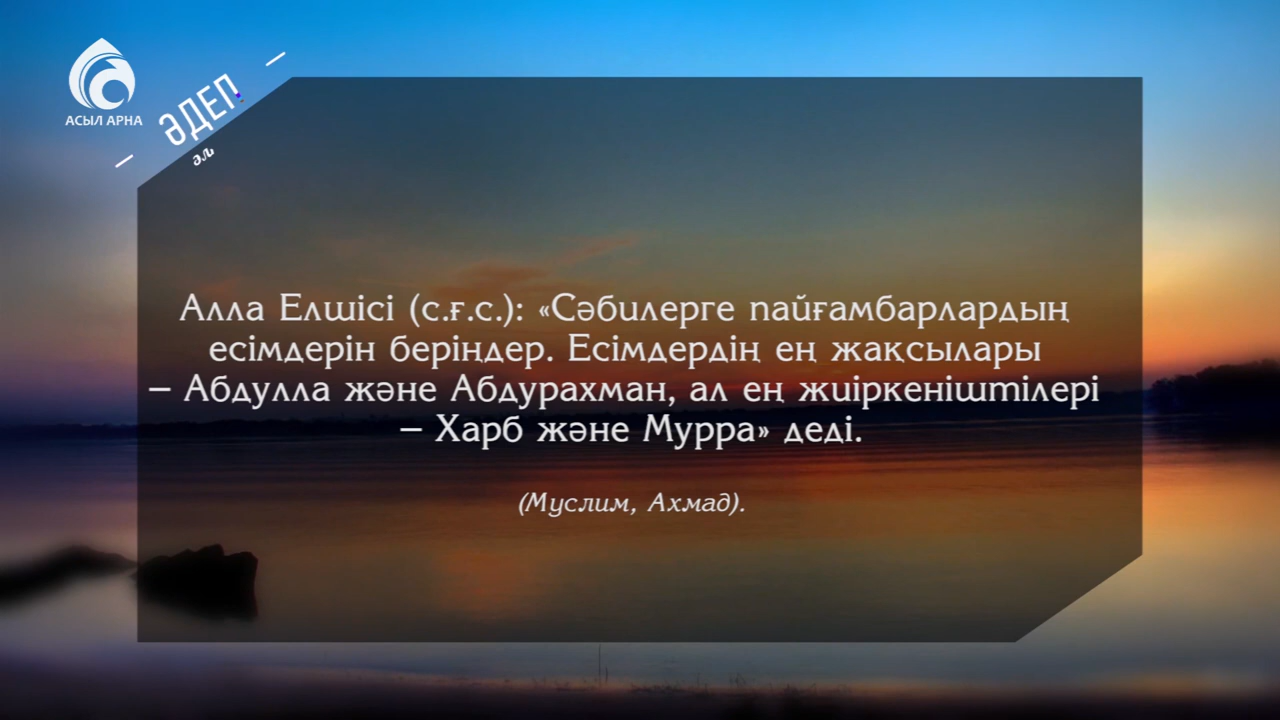 АСЫЛ АРНА
ӘДЕП
Алла Елшісі (с.ғ.с.): «Сәбилерге пайғамбарлардың
есімдерін беріңдер. Есімдердің ең жақсылары
– Абдулла және Абдурахман, ал ең жиіркеніштілері
– Харб және Мурра» деді.
(Муслим, Ахмад).